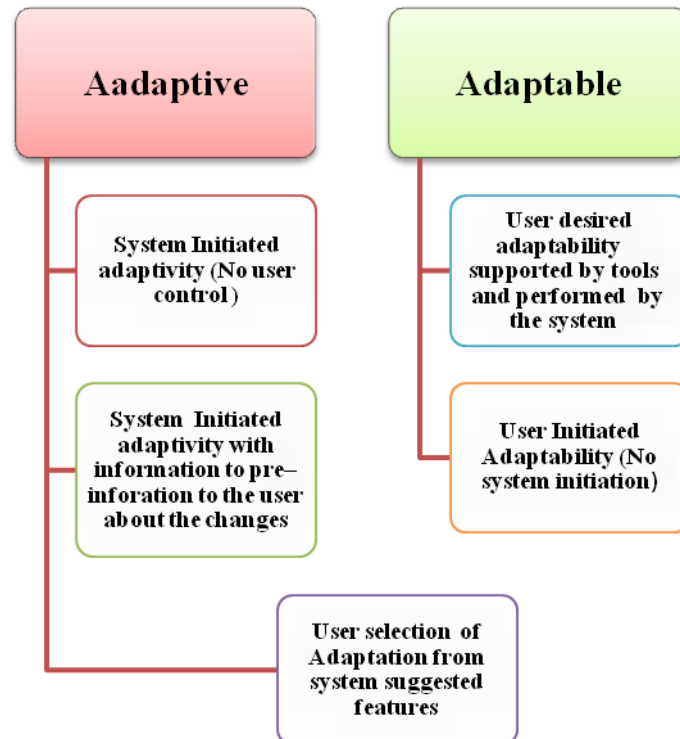 Aadaptive
System Initiated
adaptivity (No user
control)
System Initiated
adaptivity with
information to pre–
inforation to the user
about the changes
Adaptable
User desired
adaptability
supported by tools
and performed by
the system
User Initiated
Adaptability (No
system initiation)
User selection of
Adaptation from
system suggested
features